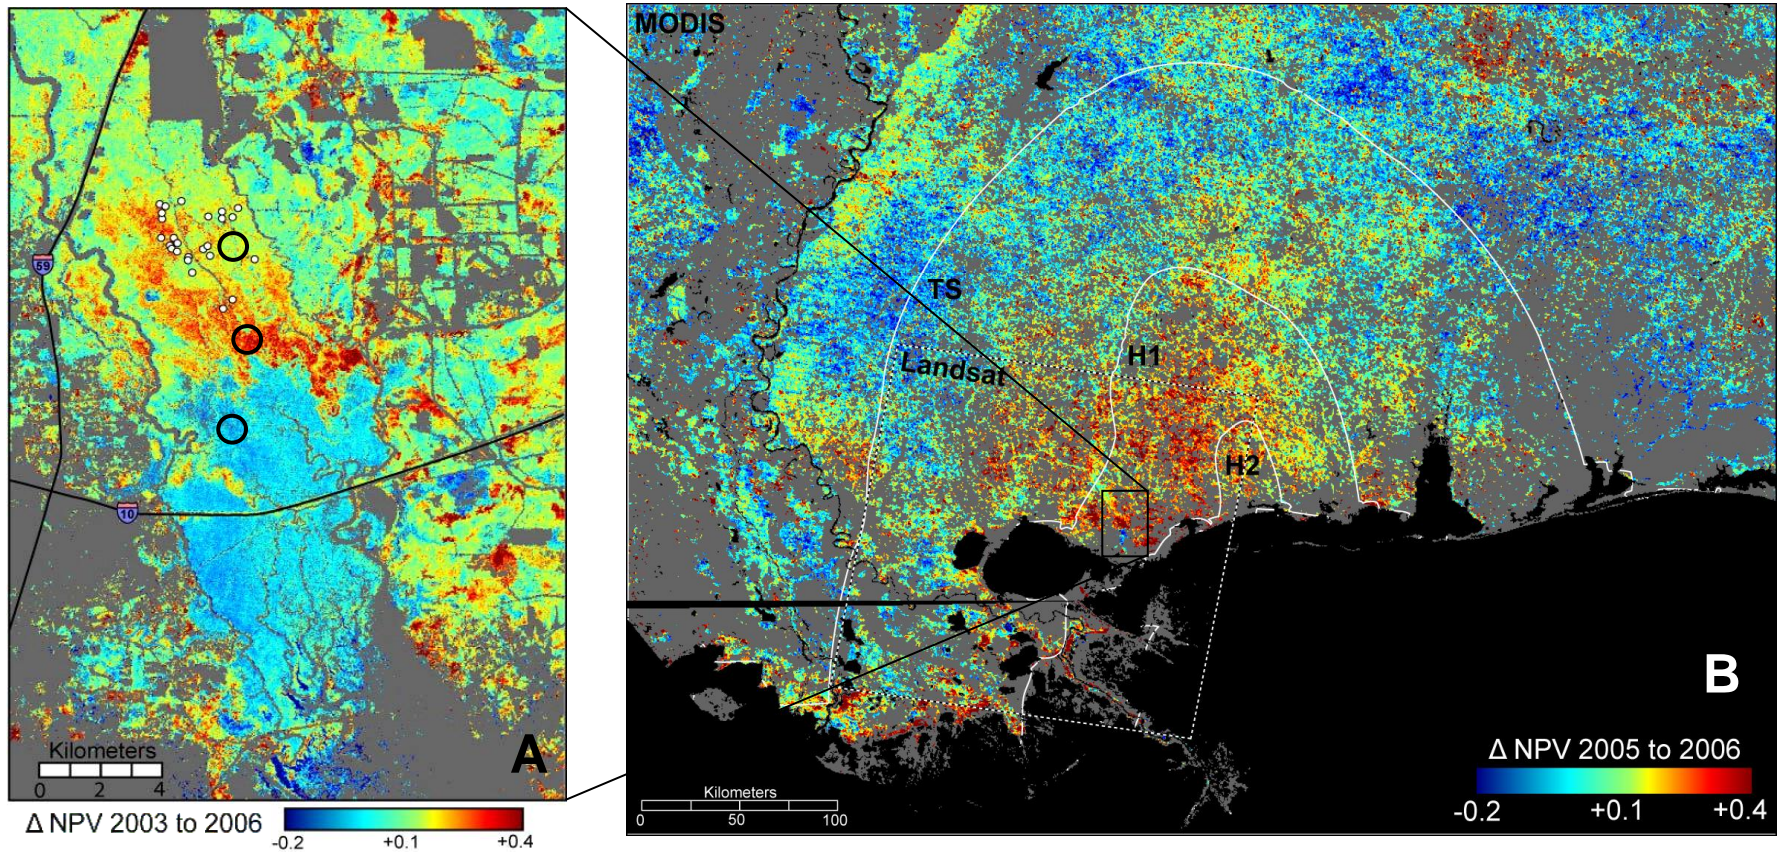 59
10
Kilometers
0 2 4
A
Δ NPV 2003 to 2006
-0.2 +0.1 +0.4
MODIS
TS
H1
Landsat
H2
B
Δ NPV 2005 to 2006
-0.2 +0.1 +0.4
Kilometers
0 50 100